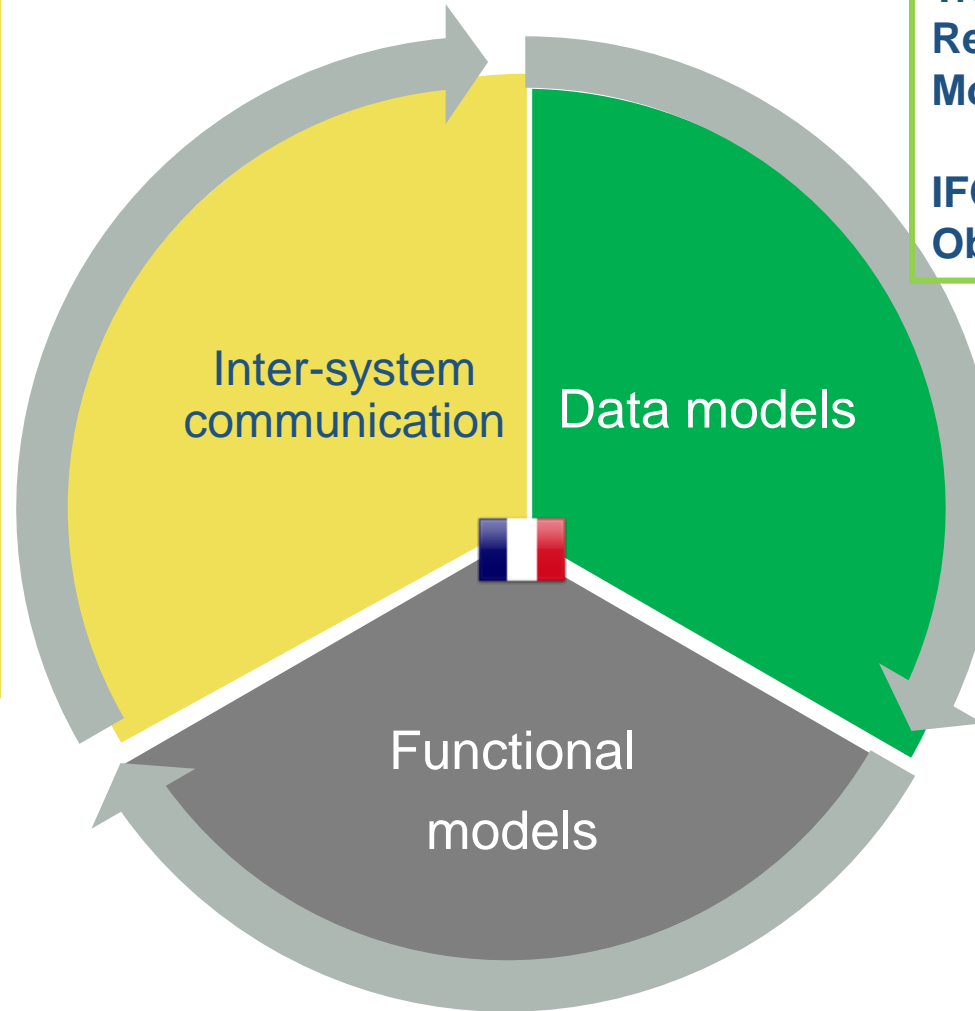 Inter-system
communication
Data models
Functional
models